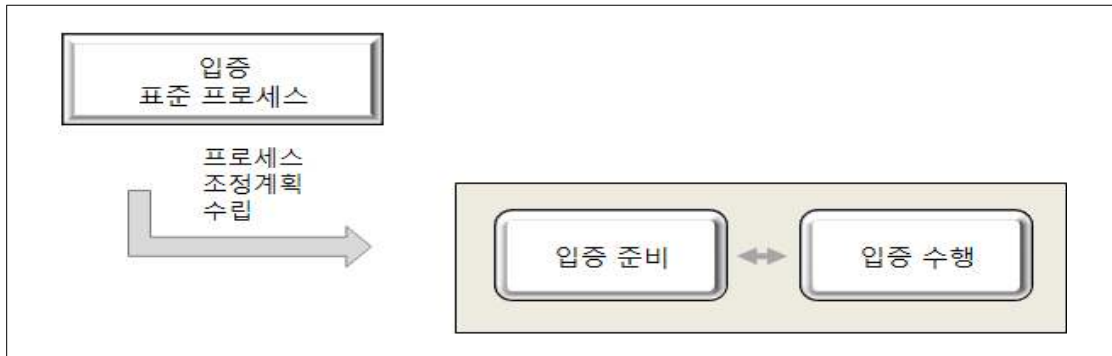 입증
표준 프로세스
프로세스
조정계획
수립
입증 준비
입증 수행